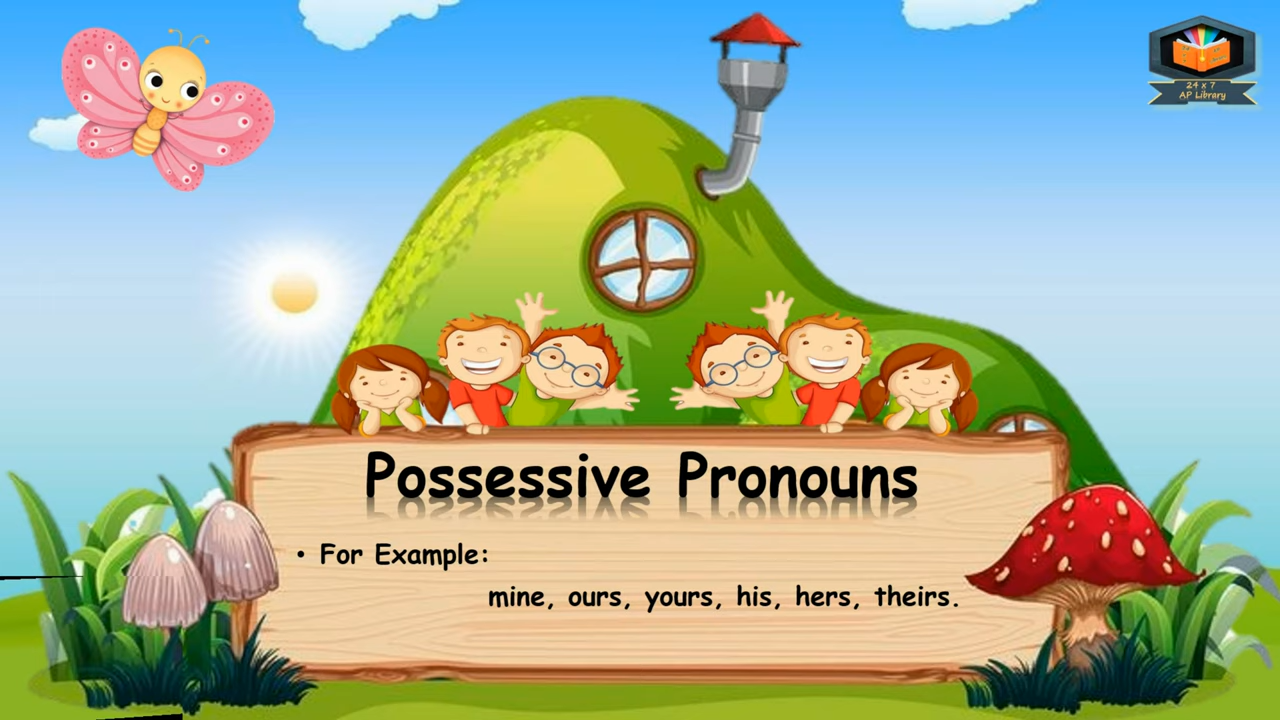 24 x 7
AP Library
Possessive Pronouns
• For Example:
mine, ours, yours, his, hers, theirs.